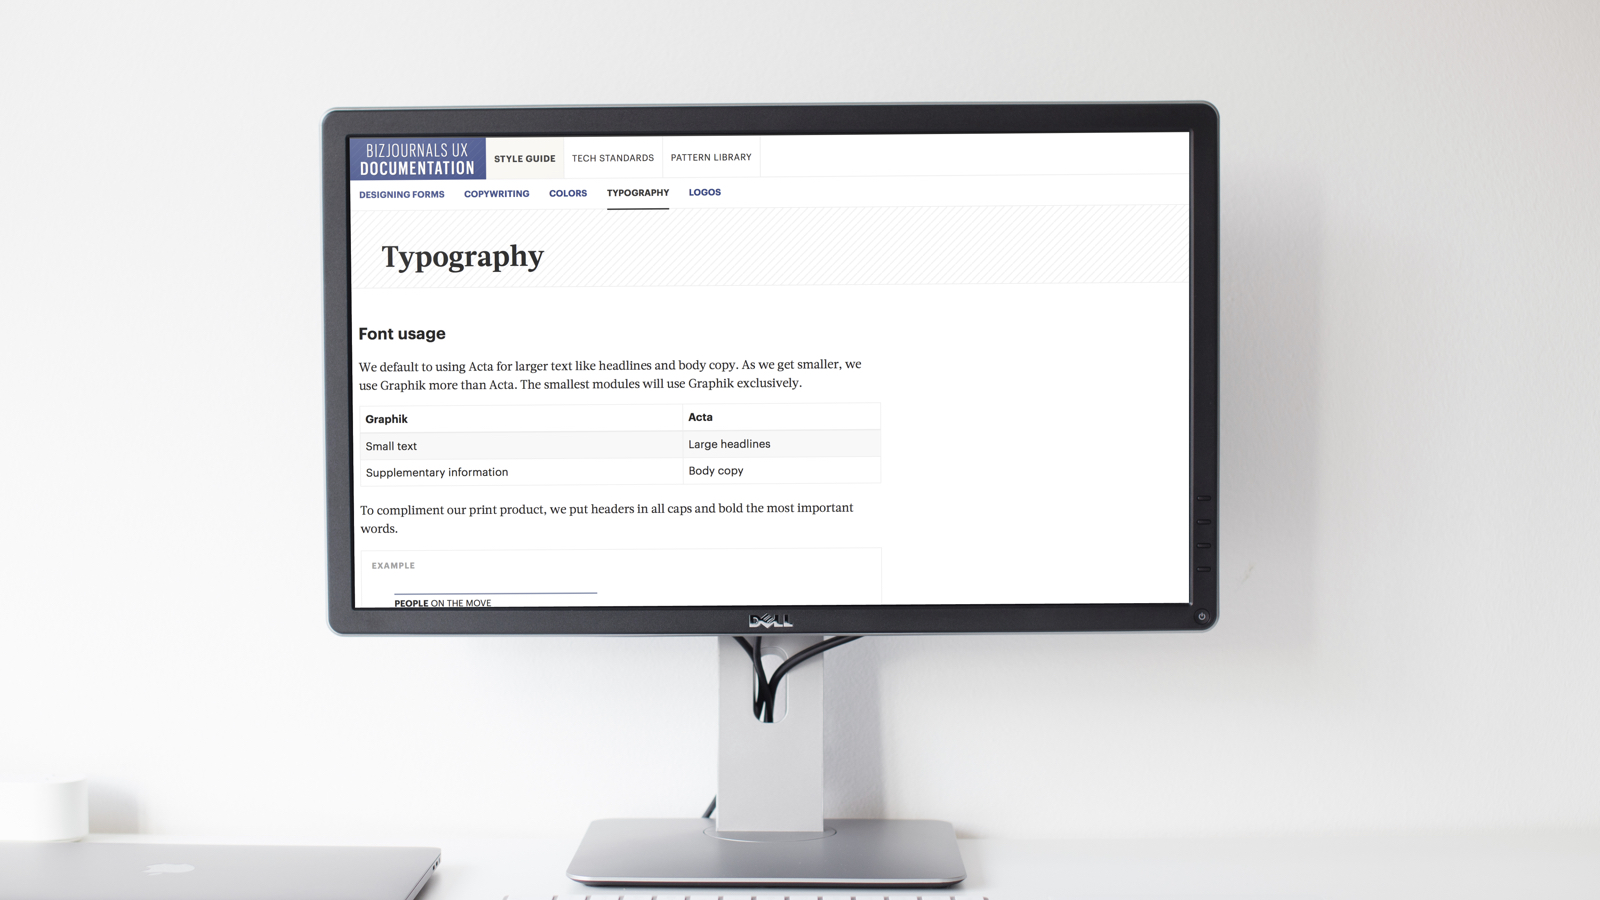 BIZJOURNALS UX
DOCUMENTATION
STYLE GUIDE
TECH STANDARDS
PATTERN LIBRARY
DESIGNING FORMS
COPYWRITING
COLORS
TYPOGRAPHY
LOGOS
Typography
Font usage
We default to using Acta for larger text like headlines and body copy. As we get smaller, we
use Graphik more than Acta. The smallest modules will use Graphik exclusively.
Graphik
Acta
Small text
Large headlines
Supplementary information
Body copy
To compliment our print product, we put headers in all caps and bold the most important
words.
EXAMPLE
PEOPLE ON THE MOVE
DELL